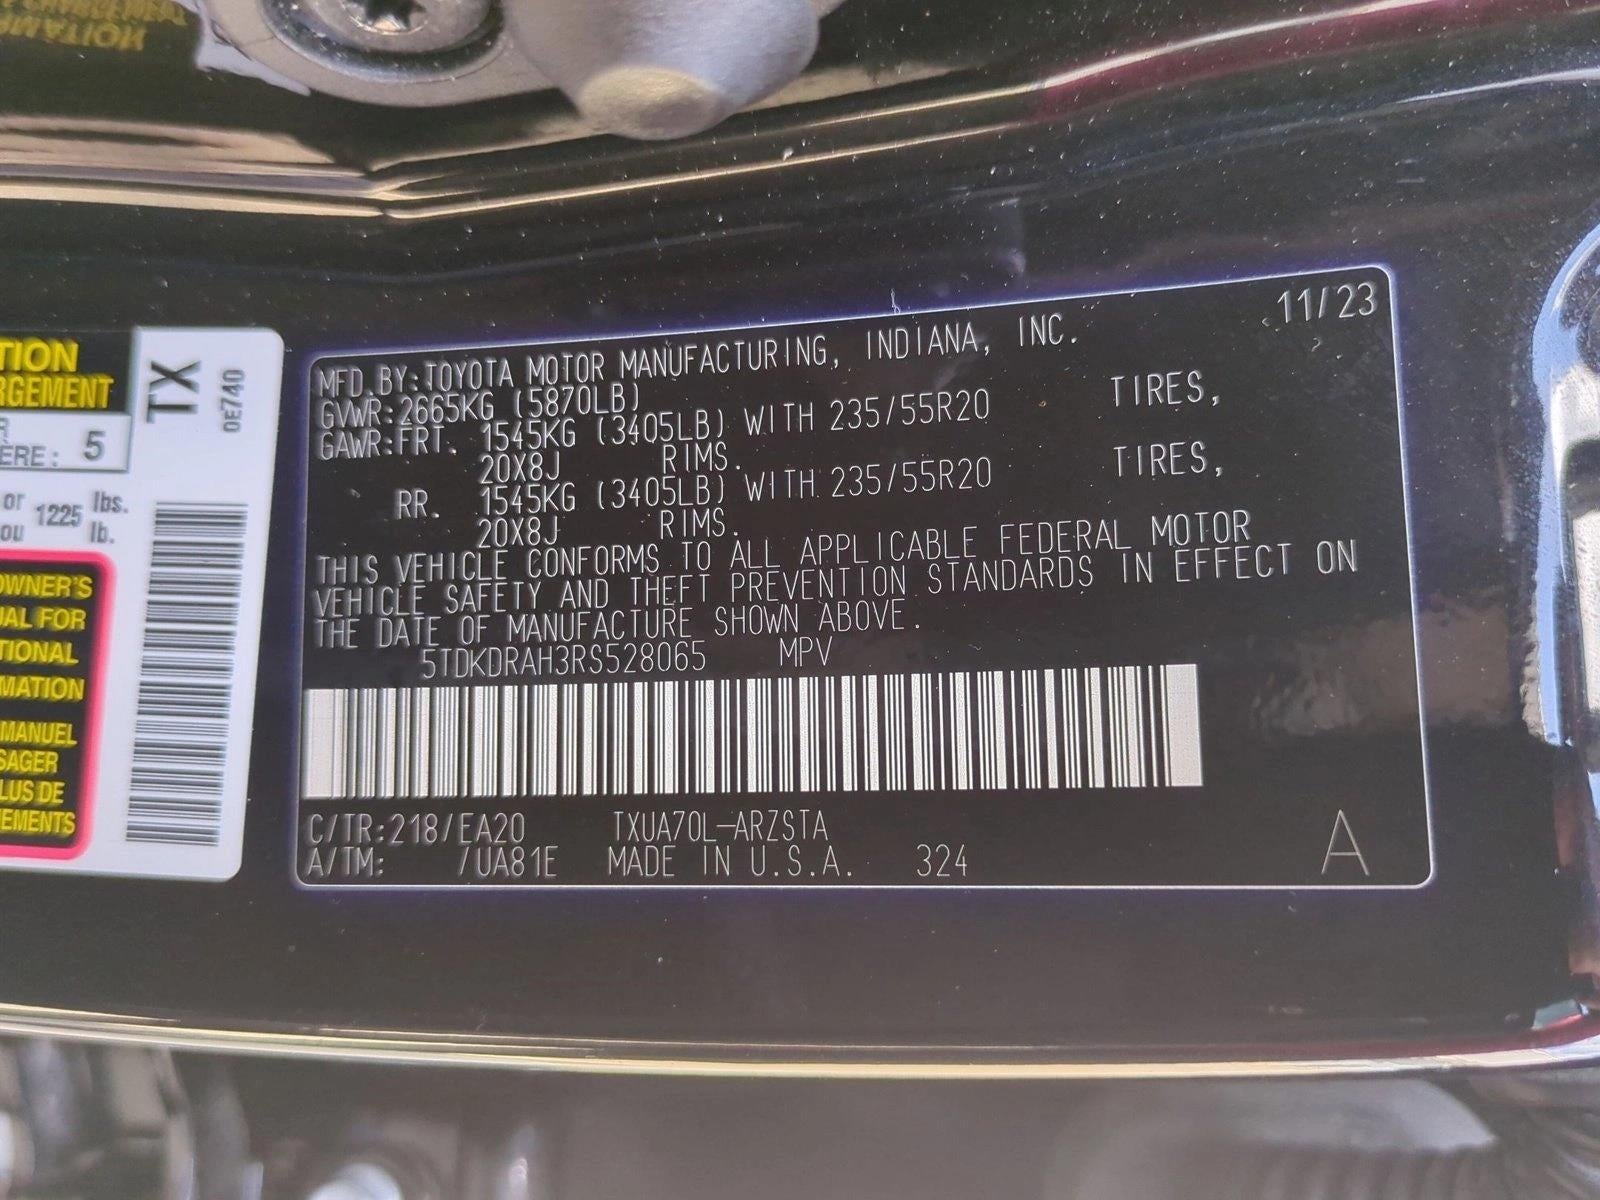 TION
RGEMENT
R
ÈRE: 5
or 1225 lbs.
ou lb.
OWNER'S
UAL FOR
TIONAL
MATION
MANUEL
SAGER
LUS DE
EMENTS
TX
0E740
11/23
MFD.BY:TOYOTA MOTOR MANUFACTURING, INDIANA, INC.
GVWR:2665KG (5870LB)
GAWR:FRT. 1545KG (3405LB) WITH 235/55R20 TIRES,
20X8J RIMS.
RR. 1545KG (3405LB) WITH 235/55R20 TIRES,
20X8J RIMS.
THIS VEHICLE CONFORMS TO ALL APPLICABLE FEDERAL MOTOR
VEHICLE SAFETY AND THEFT PREVENTION STANDARDS IN EFFECT ON
THE DATE OF MANUFACTURE SHOWN ABOVE.
5TDKDRAH3RS528065 MPV
C/TR:218/EA20 TXUA70L-ARZSTA
A/TM: /UA81E MADE IN U.S.A. 324
A